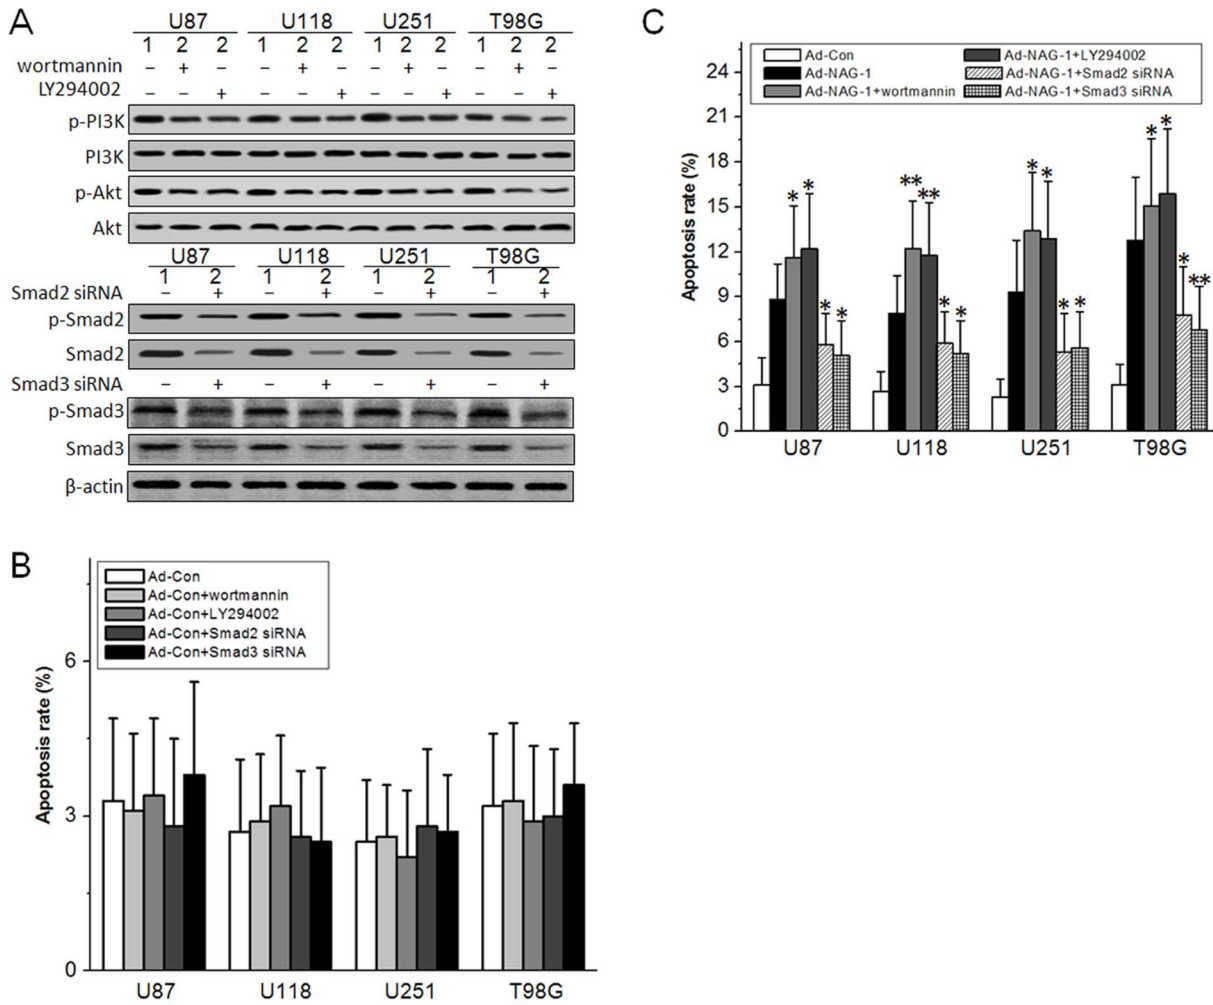 A
U87 U118 U251 T98G
1 2 2 1 2 2 1 2 2 1 2 2
wortmannin − + − − + − − + − − + −
LY294002 − − + − − + − − + − − +
p-PI3K
PI3K
p-Akt
Akt
U87 U118 U251 T98G
1 2 1 2 1 2 1 2
Smad2 siRNA − + − + − + − +
p-Smad2
Smad2
Smad3 siRNA − + − + − + − +
p-Smad3
Smad3
β-actin
B
Ad-Con
Ad-Con+wortmannin
Ad-Con+LY294002
Ad-Con+Smad2 siRNA
Ad-Con+Smad3 siRNA
Apoptosis rate (%)
6
3
0
U87 U118 U251 T98G
C
Ad-Con Ad-NAG-1+LY294002
Ad-NAG-1 Ad-NAG-1+Smad2 siRNA
Ad-NAG-1+wortmannin Ad-NAG-1+Smad3 siRNA
Apoptosis rate (%)
24
21
18
15
12
9
6
3
0
* * * *
** ** * *
* * * *
* * * **
U87 U118 U251 T98G